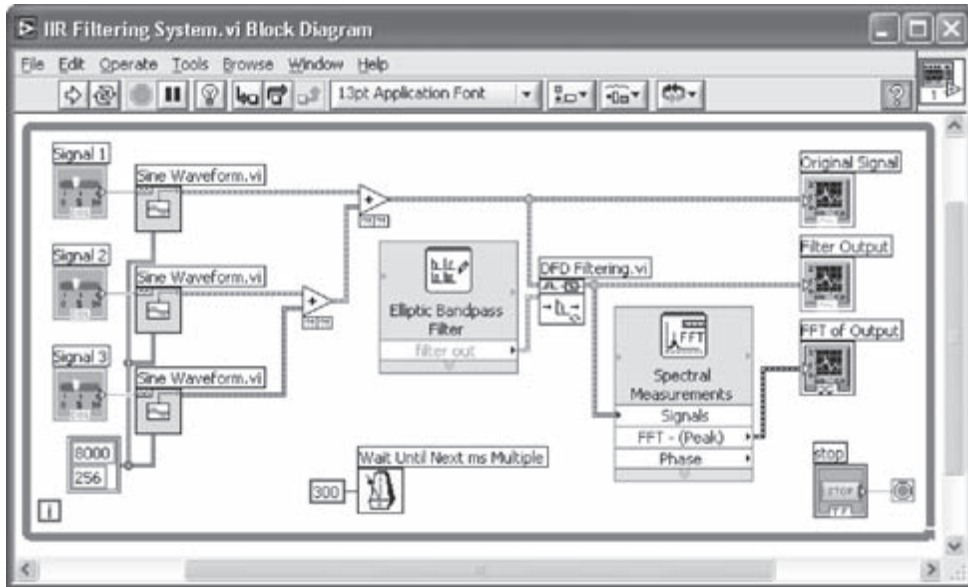 IIR Filtering System.vi Block Diagram
File Edit Operate Tools Browse Window Help
13pt Application Font
1
Signal 1
Sine Waveform.vi
Original Signal
Signal 2
Sine Waveform.vi
Elliptic Bandpass
Filter
filter out
DFD Filtering.vi
Filter Output
FFT
Spectral
Measurements
Signals
FFT - (Peak)
Phase
FFT of Output
Signal 3
Sine Waveform.vi
8000
256
Wait Until Next ms Multiple
300
stop
STOP
TF
i